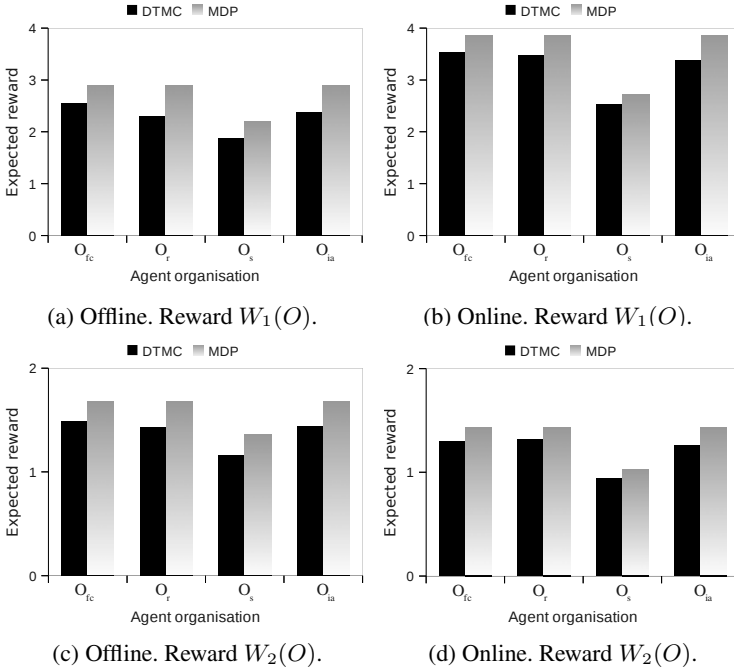 DTMC MDP
4
3
2
1
0
Expected reward
O_fc O_r O_s O_ia
Agent organisation
(a) Offline. Reward W_1(O).
DTMC MDP
4
3
2
1
0
Expected reward
O_fc O_r O_s O_ia
Agent organisation
(b) Online. Reward W_1(O).
DTMC MDP
2
1
0
Expected reward
O_fc O_r O_s O_ia
Agent organisation
(c) Offline. Reward W_2(O).
DTMC MDP
2
1
0
Expected reward
O_fc O_r O_s O_ia
Agent organisation
(d) Online. Reward W_2(O).